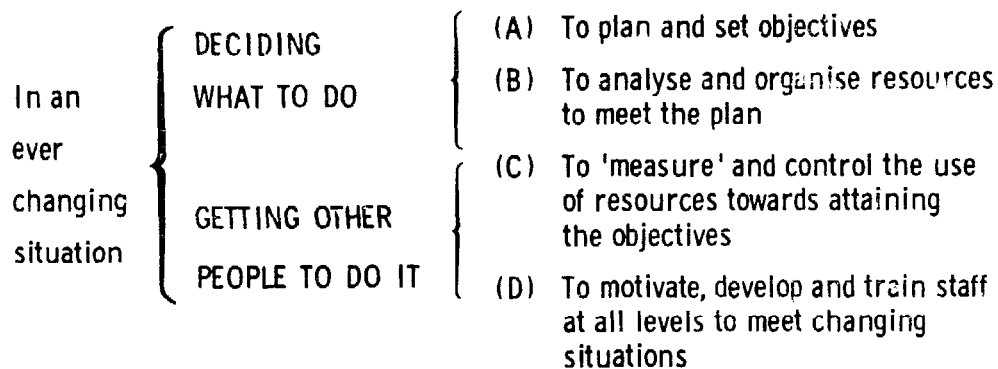 In an
ever
changing
situation
DECIDING
WHAT TO DO
GETTING OTHER
PEOPLE TO DO IT
(A) To plan and set objectives
(B) To analyse and organise resources
to meet the plan
(C) To 'measure' and control the use
of resources towards attaining
the objectives
(D) To motivate, develop and train staff
at all levels to meet changing
situations